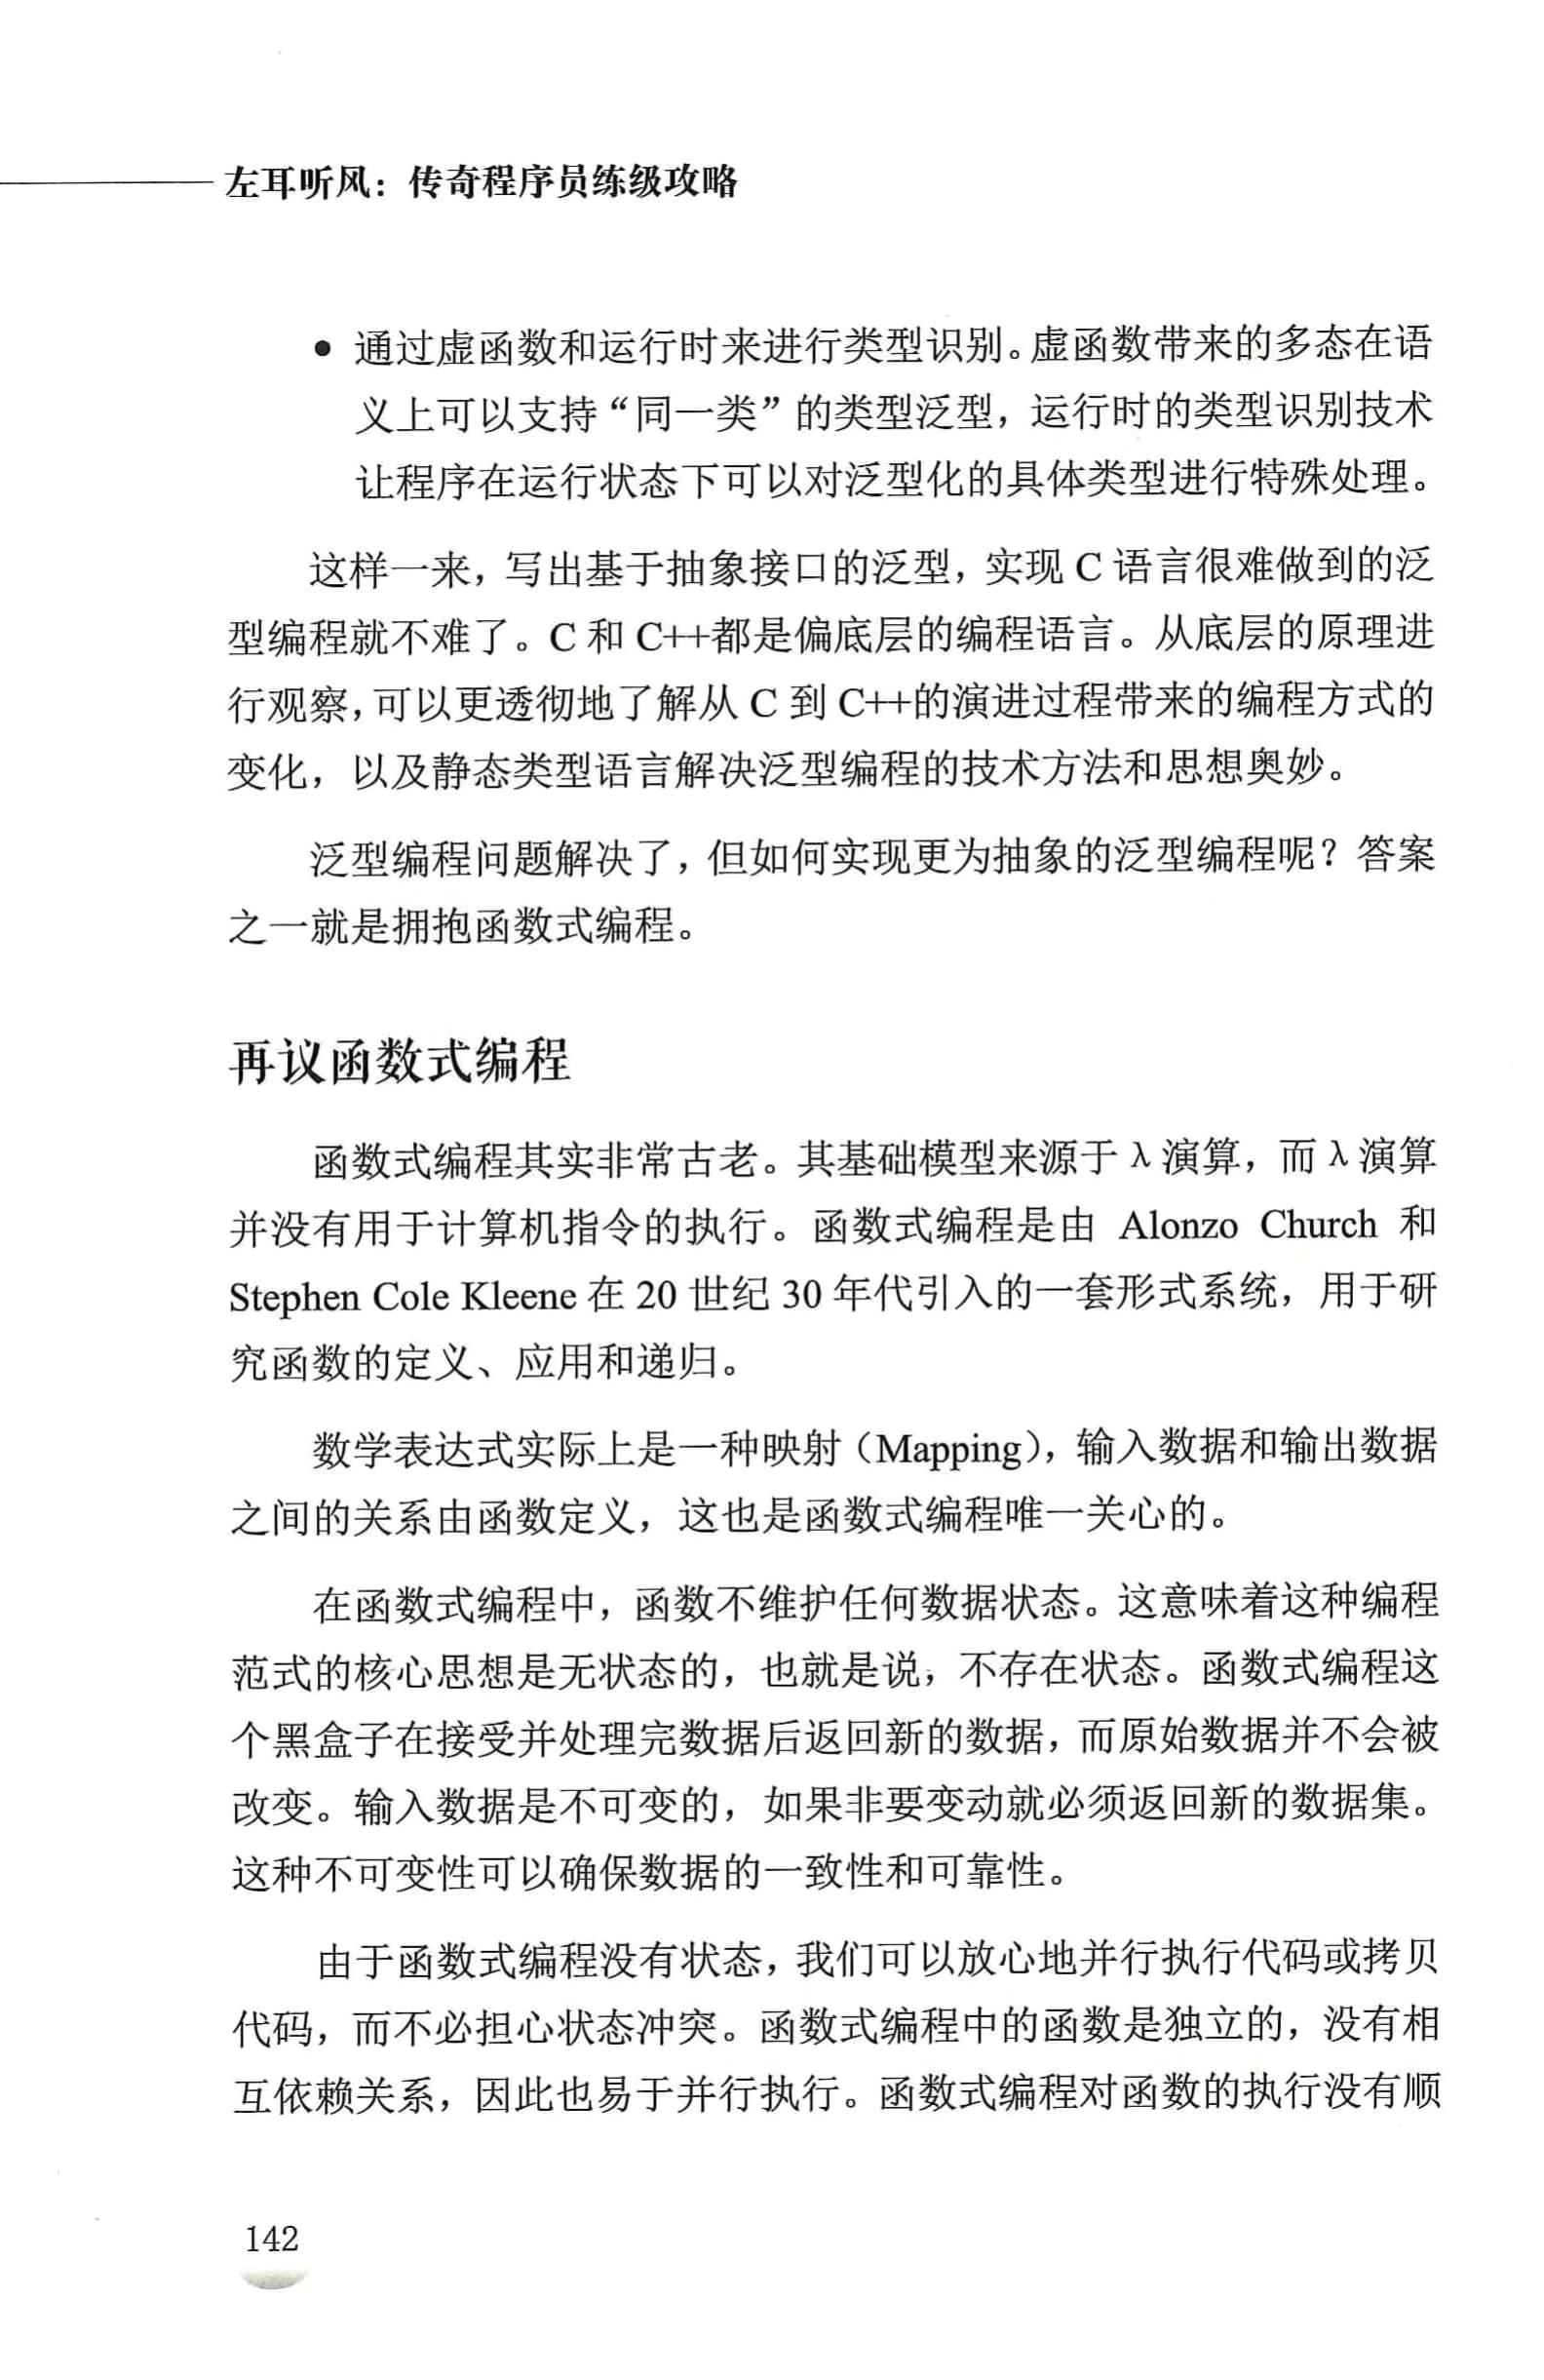 左耳听风：传奇程序员练级攻略
● 通过虚函数和运行时来进行类型识别。虚函数带来的多态在语
义上可以支持“同一类”的类型泛型，运行时的类型识别技术
让程序在运行状态下可以对泛型化的具体类型进行特殊处理。
这样一来，写出基于抽象接口的泛型，实现 C 语言很难做到的泛
型编程就不难了。C 和 C++都是偏底层的编程语言。从底层的原理进
行观察，可以更透彻地了解从 C 到 C++的演进过程带来的编程方式的
变化，以及静态类型语言解决泛型编程的技术方法和思想奥妙。
泛型编程问题解决了，但如何实现更为抽象的泛型编程呢？答案
之一就是拥抱函数式编程。
再议函数式编程
函数式编程其实非常古老。其基础模型来源于 λ 演算，而 λ 演算
并没有用于计算机指令的执行。函数式编程是由 Alonzo Church 和
Stephen Cole Kleene 在 20 世纪 30 年代引入的一套形式系统，用于研
究函数的定义、应用和递归。
数学表达式实际上是一种映射（Mapping），输入数据和输出数据
之间的关系由函数定义，这也是函数式编程唯一关心的。
在函数式编程中，函数不维护任何数据状态。这意味着这种编程
范式的核心思想是无状态的，也就是说，不存在状态。函数式编程这
个黑盒子在接受并处理完数据后返回新的数据，而原始数据并不会被
改变。输入数据是不可变的，如果非要变动就必须返回新的数据集。
这种不可变性可以确保数据的一致性和可靠性。
由于函数式编程没有状态，我们可以放心地并行执行代码或拷贝
代码，而不必担心状态冲突。函数式编程中的函数是独立的，没有相
互依赖关系，因此也易于并行执行。函数式编程对函数的执行没有顺
142